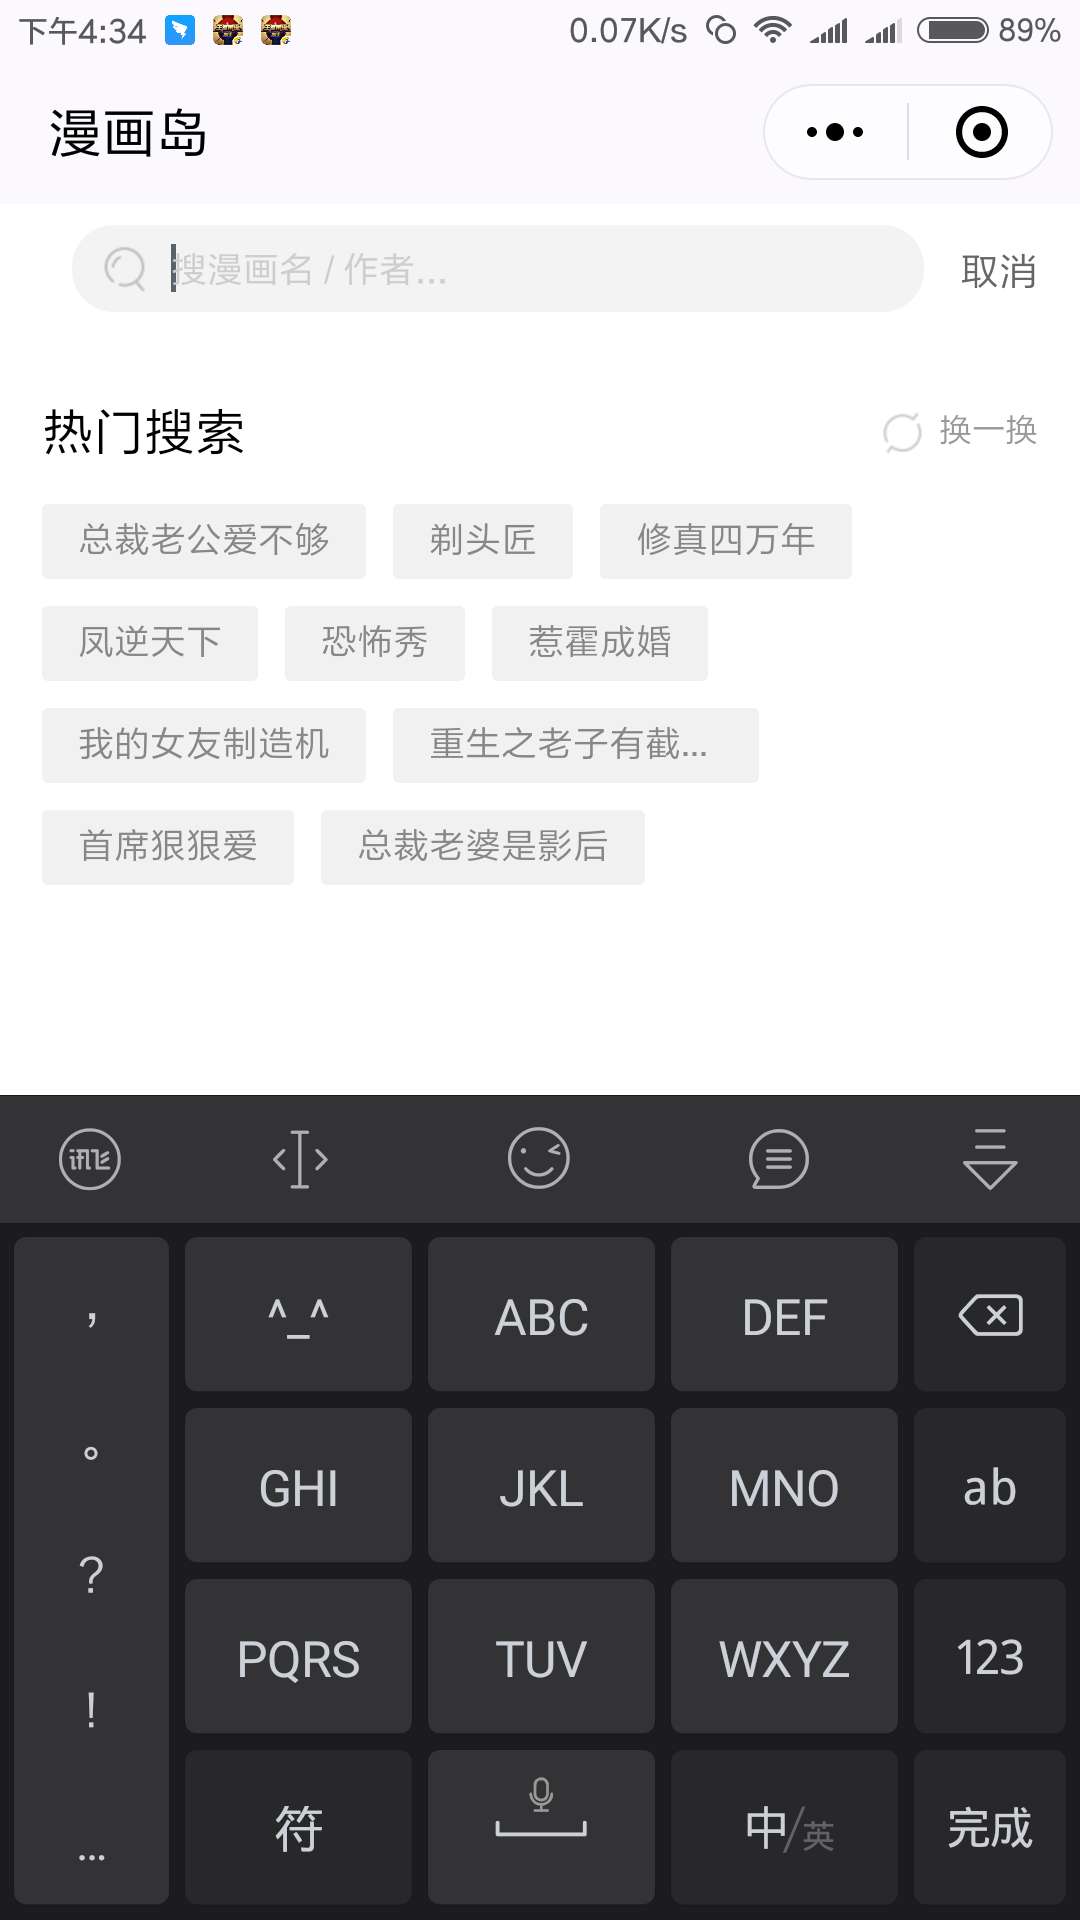 下午4:34 0.07K/s 89%
漫画岛
搜漫画名 / 作者... 取消
热门搜索 换一换
总裁老公爱不够 剃头匠 修真四万年
凤逆天下 恐怖秀 惹霍成婚
我的女友制造机 重生之老子有截...
首席狠狠爱 总裁老婆是影后
， ^_^ ABC DEF
。 GHI JKL MNO ab
? PQRS TUV WXYZ 123
!
... 符 中/英 完成